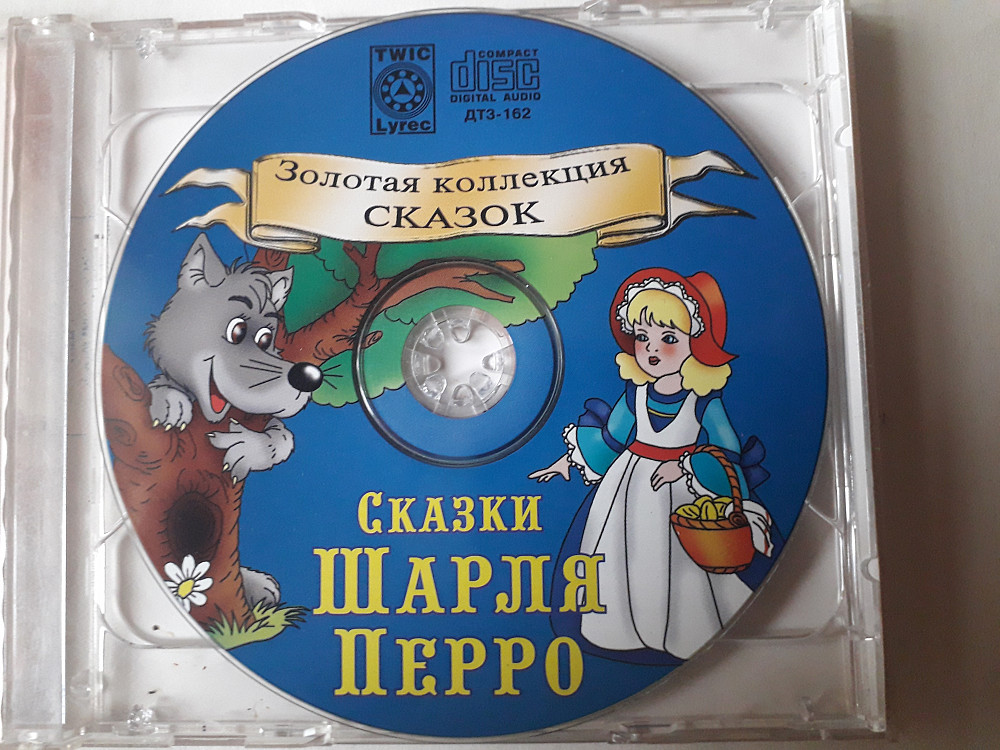 TWIC
Lyrec
COMPACT
disc
DIGITAL AUDIO
ДТЗ-162
Золотая коллекция
СКАЗОК
Сказки
Шарля
Перро